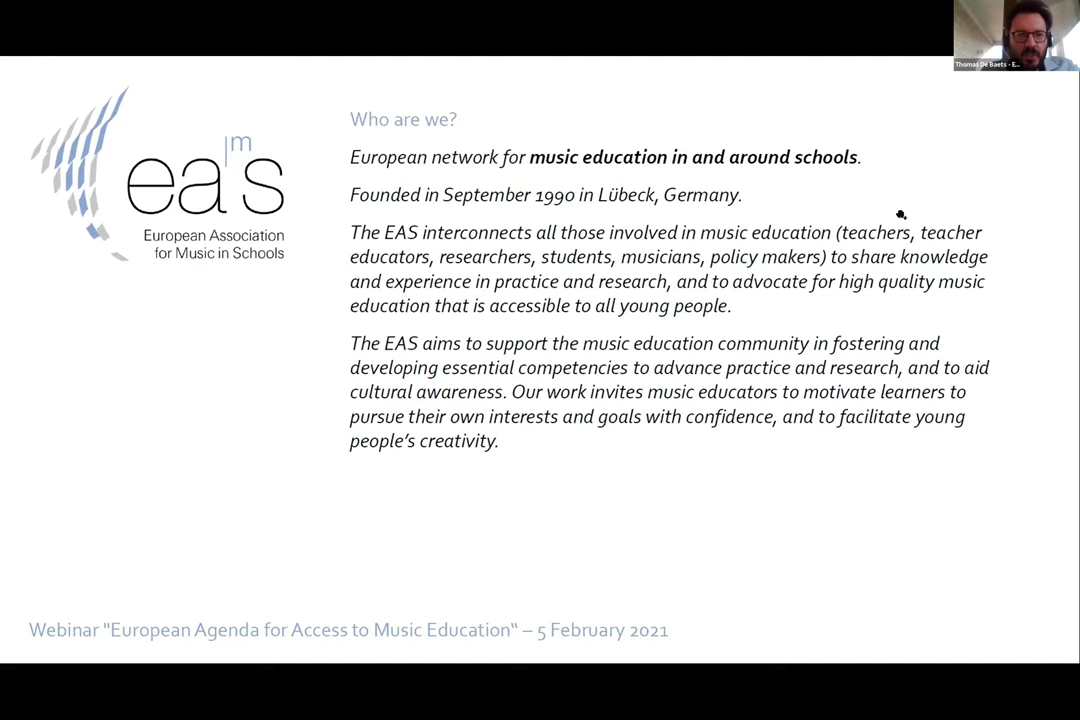 Thomas De Baets - E...
eas
m
European Association
for Music in Schools
Who are we?
European network for music education in and around schools.
Founded in September 1990 in Lübeck, Germany.
The EAS interconnects all those involved in music education (teachers, teacher
educators, researchers, students, musicians, policy makers) to share knowledge
and experience in practice and research, and to advocate for high quality music
education that is accessible to all young people.
The EAS aims to support the music education community in fostering and
developing essential competencies to advance practice and research, and to aid
cultural awareness. Our work invites music educators to motivate learners to
pursue their own interests and goals with confidence, and to facilitate young
people’s creativity.
Webinar "European Agenda for Access to Music Education“ – 5 February 2021